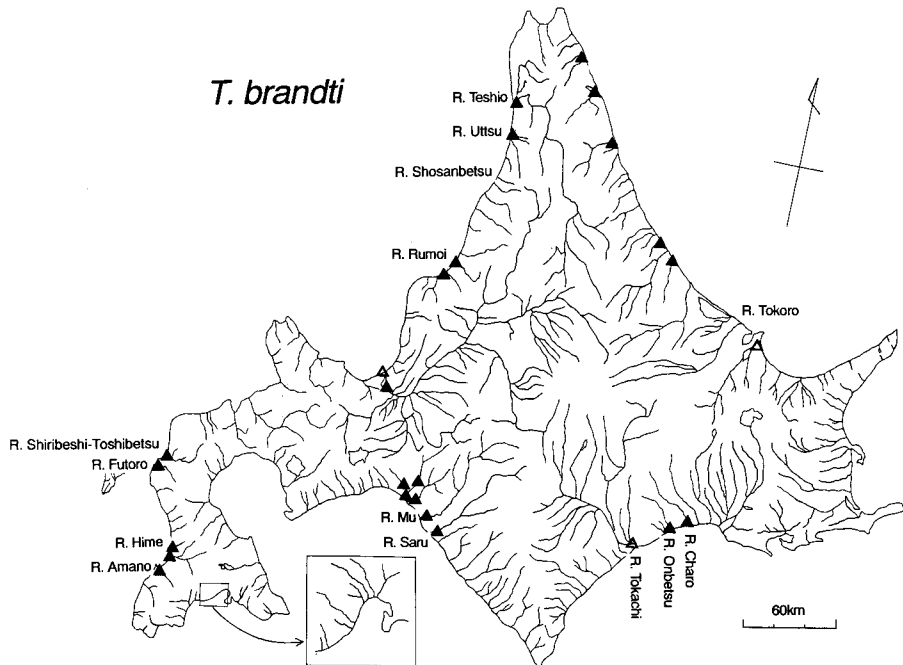 T. brandti
R. Teshio
R. Uttsu
R. Shosanbetsu
R. Rumoi
R. Tokoro
R. Shiribeshi-Toshibetsu
R. Futoro
R. Mu
R. Saru
R. Hime
R. Amano
R. Tokachi
R. Onbetsu
R. Charo
60km